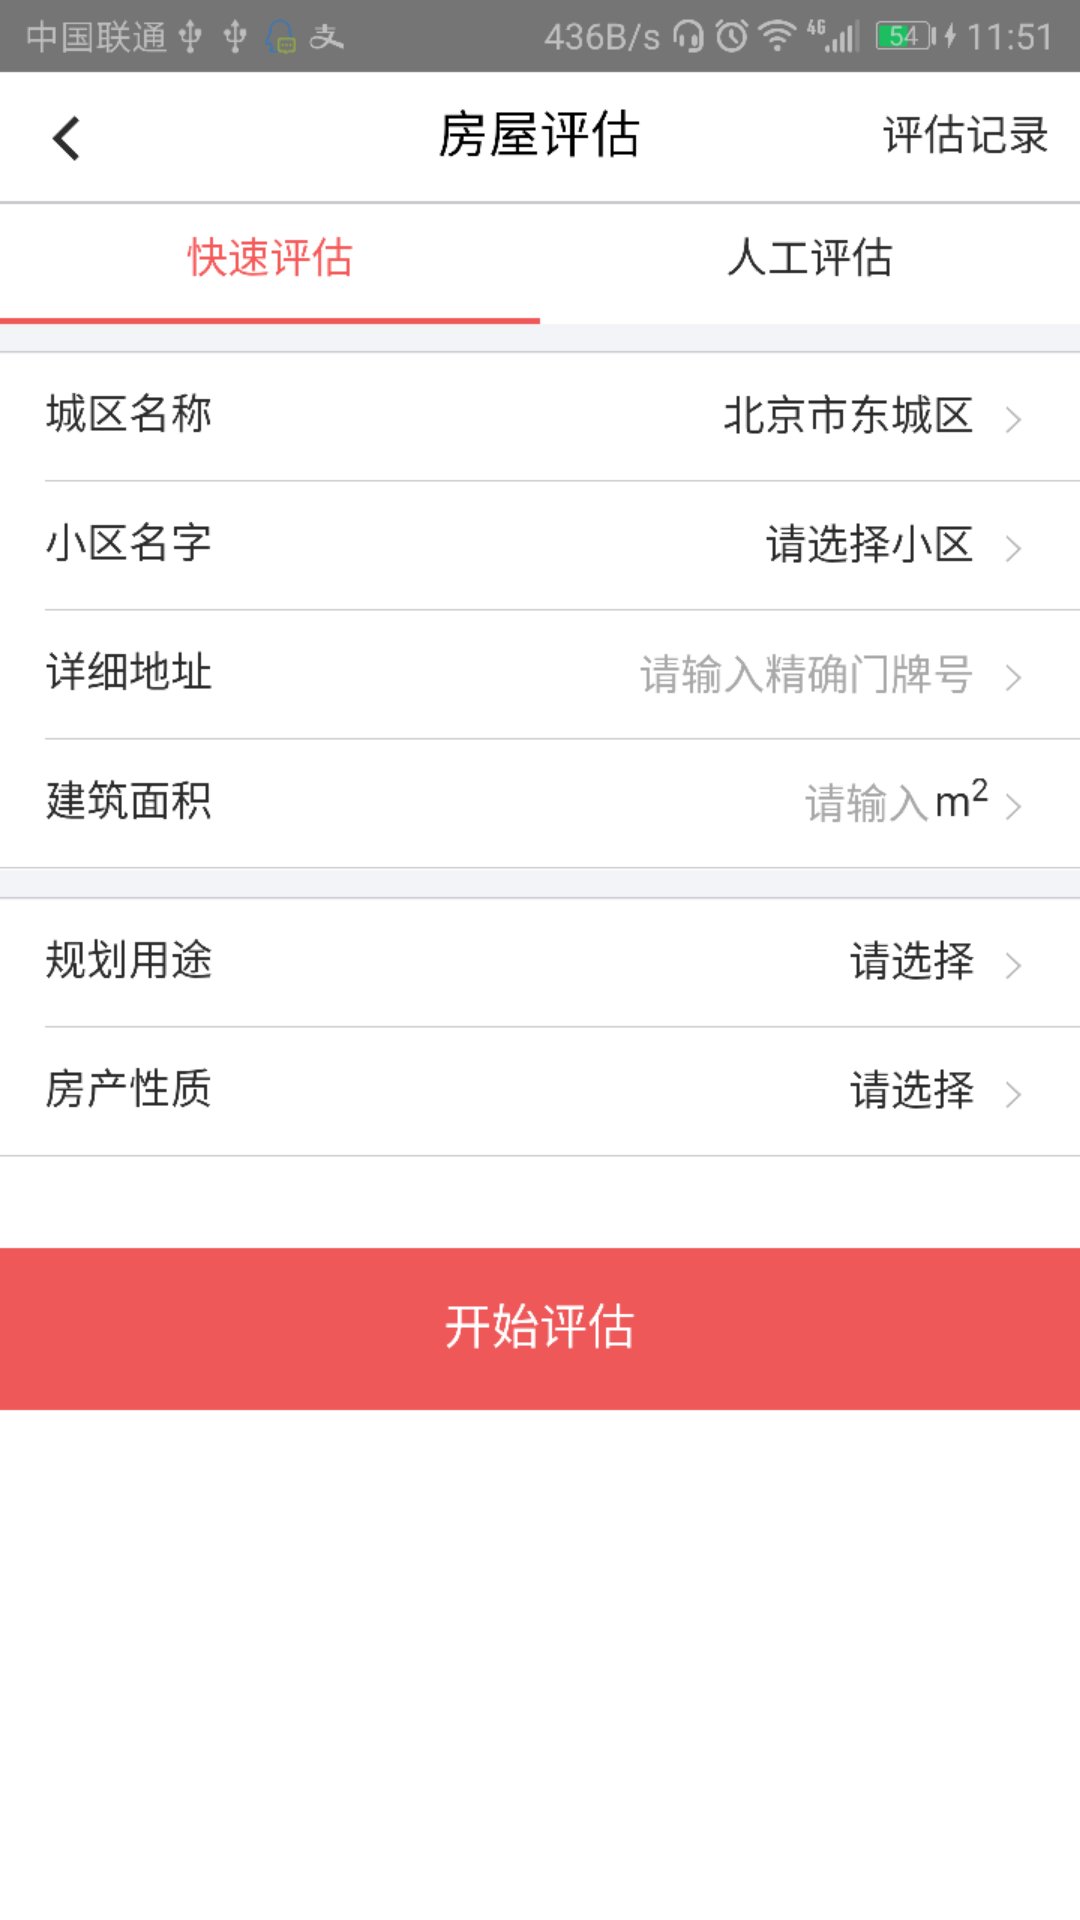 中国联通 支 436B/s 4G 54 11:51
房屋评估 评估记录
快速评估 人工评估
城区名称 北京市东城区
小区名字 请选择小区
详细地址 请输入精确门牌号
建筑面积 请输入m²
规划用途 请选择
房产性质 请选择
开始评估